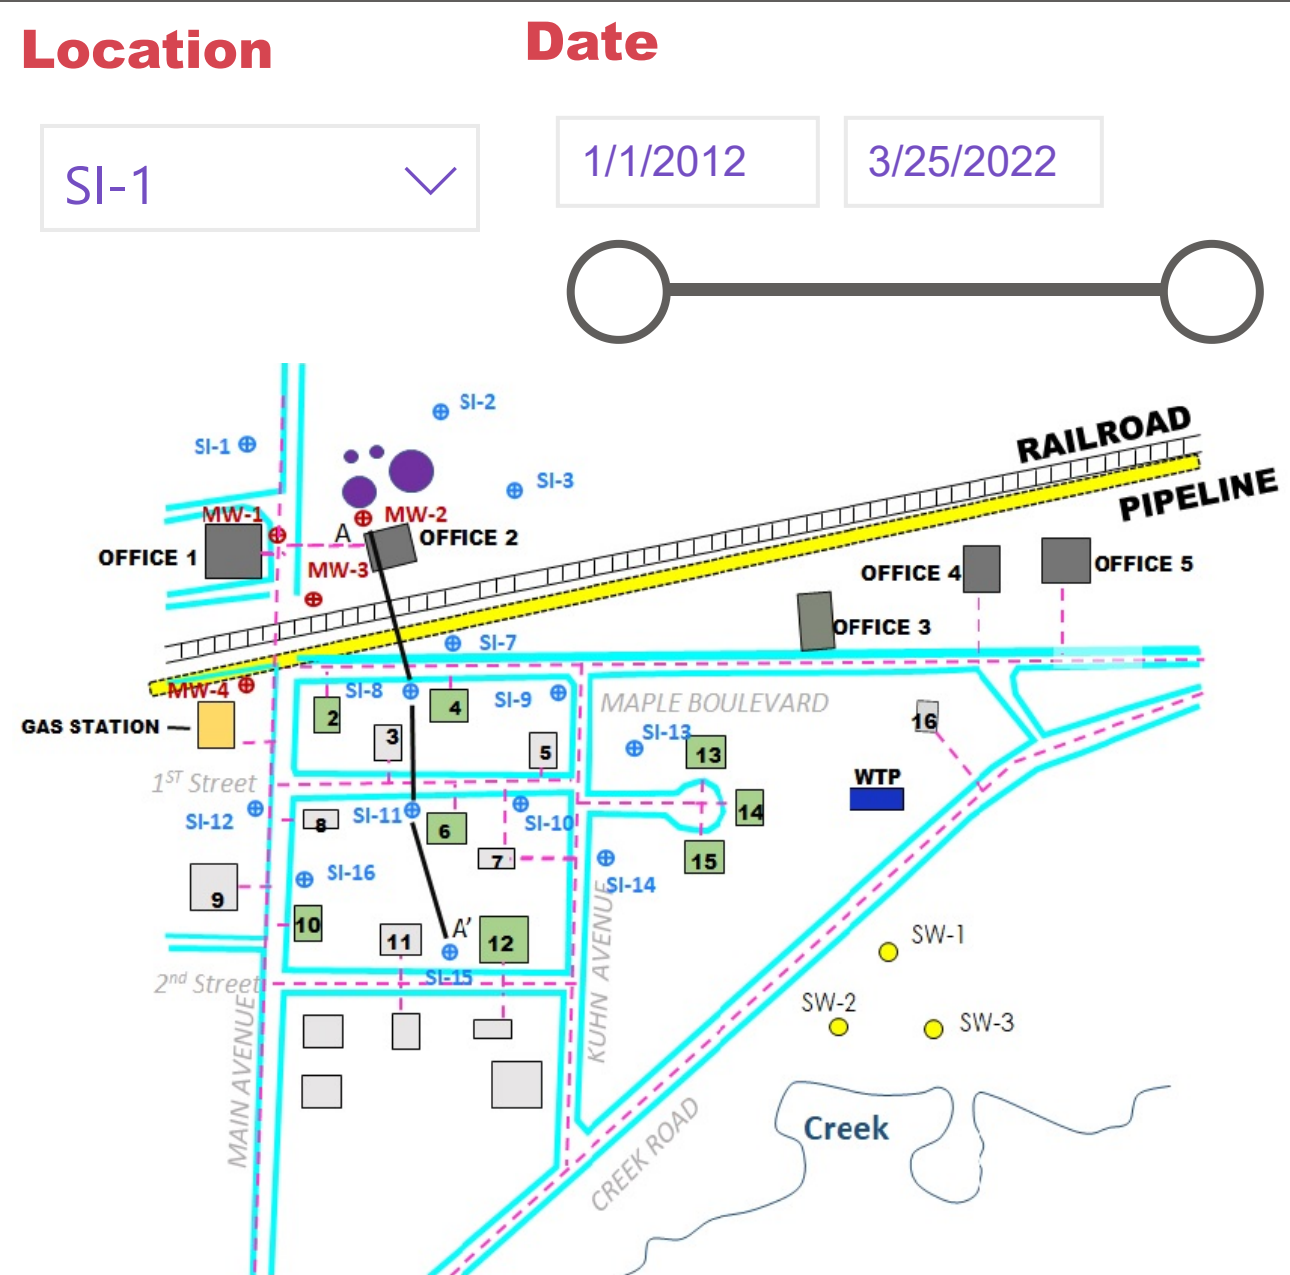 Location
Date
SI-1
1/1/2012
3/25/2022
SI-2
SI-1
RAILROAD
SI-3
PIPELINE
MW-1
MW-2
A
OFFICE 2
OFFICE 1
MW-3
OFFICE 4
OFFICE 5
OFFICE 3
SI-7
MW-4
SI-8
SI-9
MAPLE BOULEVARD
2
4
16
GAS STATION
3
5
SI-13
13
1ST Street
WTP
SI-12
8
SI-11
6
SI-10
14
7
15
9
SI-16
SI-14
10
11
A’
12
SW-1
2nd Street
SI-15
KUHN AVENUE
SW-2
SW-3
MAIN AVENUE
CREEK ROAD
Creek